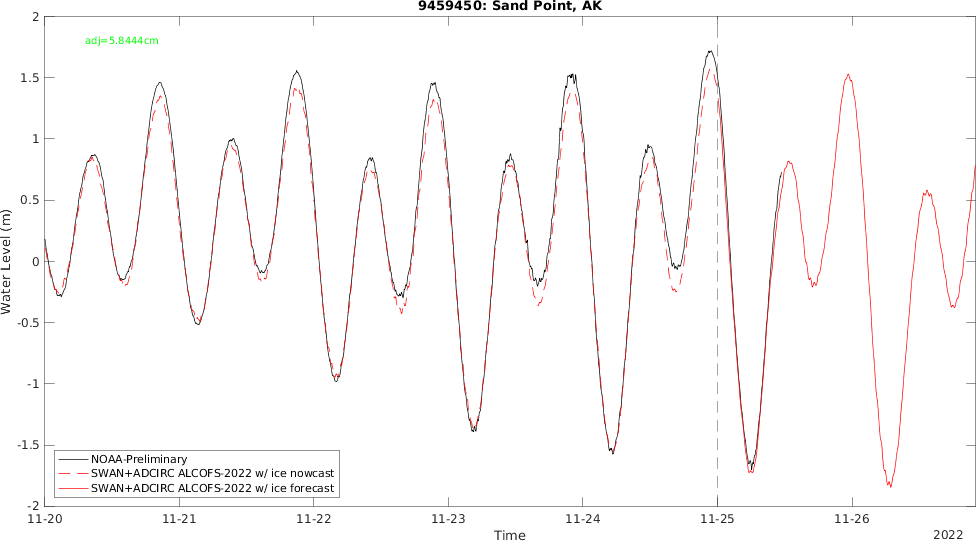 9459450: Sand Point, AK
adj=5.8444cm
2
1.5
1
0.5
0
-0.5
-1
-1.5
-2
Water Level (m)
NOAA-Preliminary
SWAN+ADCIRC ALCOFS-2022 w/ ice nowcast
SWAN+ADCIRC ALCOFS-2022 w/ ice forecast
11-20 11-21 11-22 11-23 11-24 11-25 11-26
Time
2022